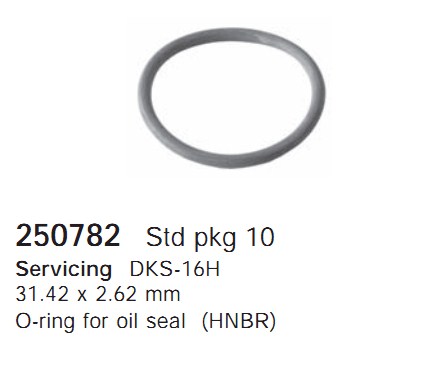 250782 Std pkg 10
Servicing DKS-16H
31.42 x 2.62 mm
O-ring for oil seal (HNBR)